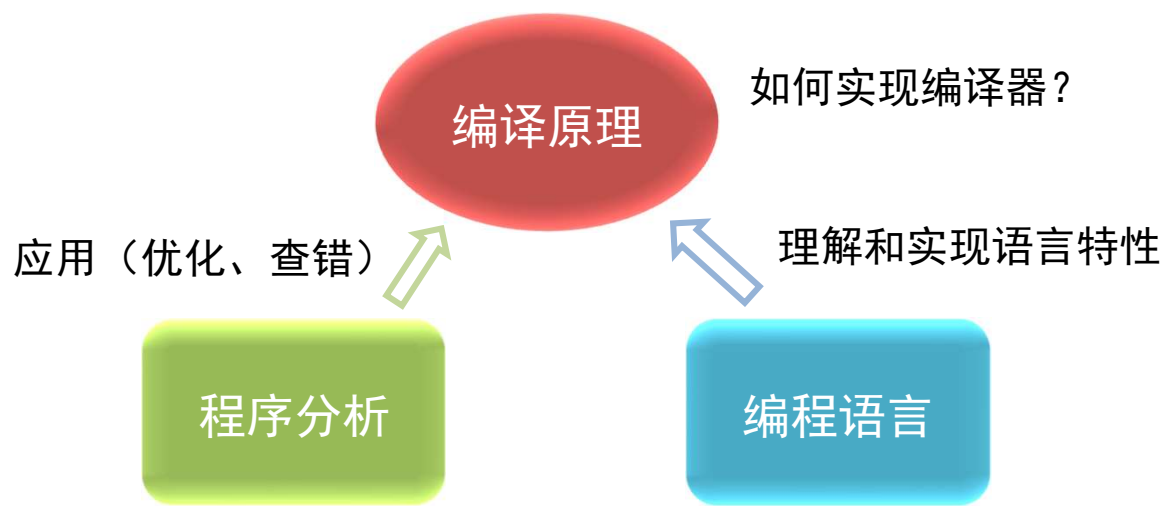 如何实现编译器？
编译原理
应用（优化、查错）
理解和实现语言特性
程序分析
编程语言